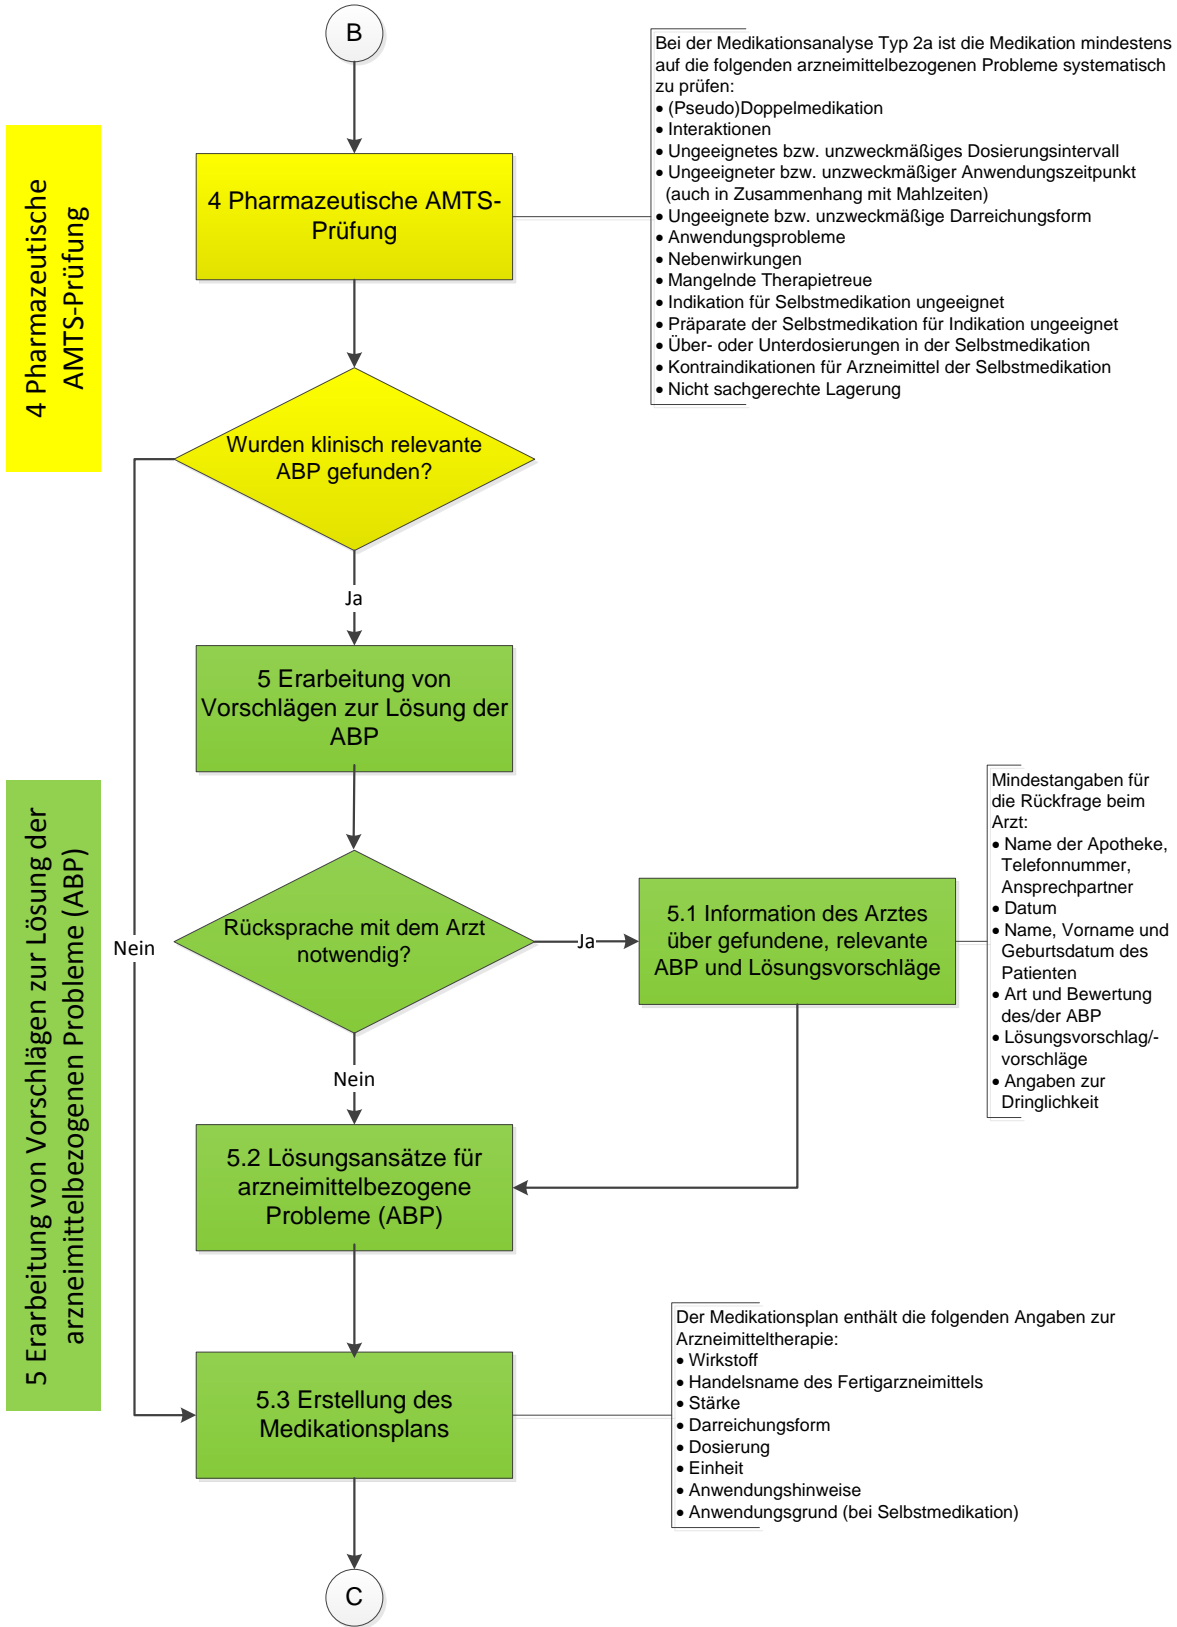 B
Bei der Medikationsanalyse Typ 2a ist die Medikation mindestens
auf die folgenden arzneimittelbezogenen Probleme systematisch
zu prüfen:
• (Pseudo)Doppelmedikation
• Interaktionen
• Ungeeignetes bzw. unzweckmäßiges Dosierungsintervall
• Ungeeigneter bzw. unzweckmäßiger Anwendungszeitpunkt
(auch in Zusammenhang mit Mahlzeiten)
• Ungeeignete bzw. unzweckmäßige Darreichungsform
• Anwendungsprobleme
• Nebenwirkungen
• Mangelnde Therapietreue
• Indikation für Selbstmedikation ungeeignet
• Präparate der Selbstmedikation für Indikation ungeeignet
• Über- oder Unterdosierungen in der Selbstmedikation
• Kontraindikationen für Arzneimittel der Selbstmedikation
• Nicht sachgerechte Lagerung
4 Pharmazeutische
AMTS-Prüfung
4 Pharmazeutische AMTS-
Prüfung
Wurden klinisch relevante
ABP gefunden?
Ja
5 Erarbeitung von
Vorschlägen zur Lösung der
ABP
5 Erarbeitung von Vorschlägen zur Lösung der
arzneimittelbezogenen Probleme (ABP)
Nein
Rücksprache mit dem Arzt
notwendig?
Ja
5.1 Information des Arztes
über gefundene, relevante
ABP und Lösungsvorschläge
Mindestangaben für
die Rückfrage beim
Arzt:
• Name der Apotheke,
Telefonnummer,
Ansprechpartner
• Datum
• Name, Vorname und
Geburtsdatum des
Patienten
• Art und Bewertung
des/der ABP
• Lösungsvorschlag/-
vorschläge
• Angaben zur
Dringlichkeit
Nein
5.2 Lösungsansätze für
arzneimittelbezogene
Probleme (ABP)
5.3 Erstellung des
Medikationsplans
Der Medikationsplan enthält die folgenden Angaben zur
Arzneimitteltherapie:
• Wirkstoff
• Handelsname des Fertigarzneimittels
• Stärke
• Darreichungsform
• Dosierung
• Einheit
• Anwendungshinweise
• Anwendungsgrund (bei Selbstmedikation)
C